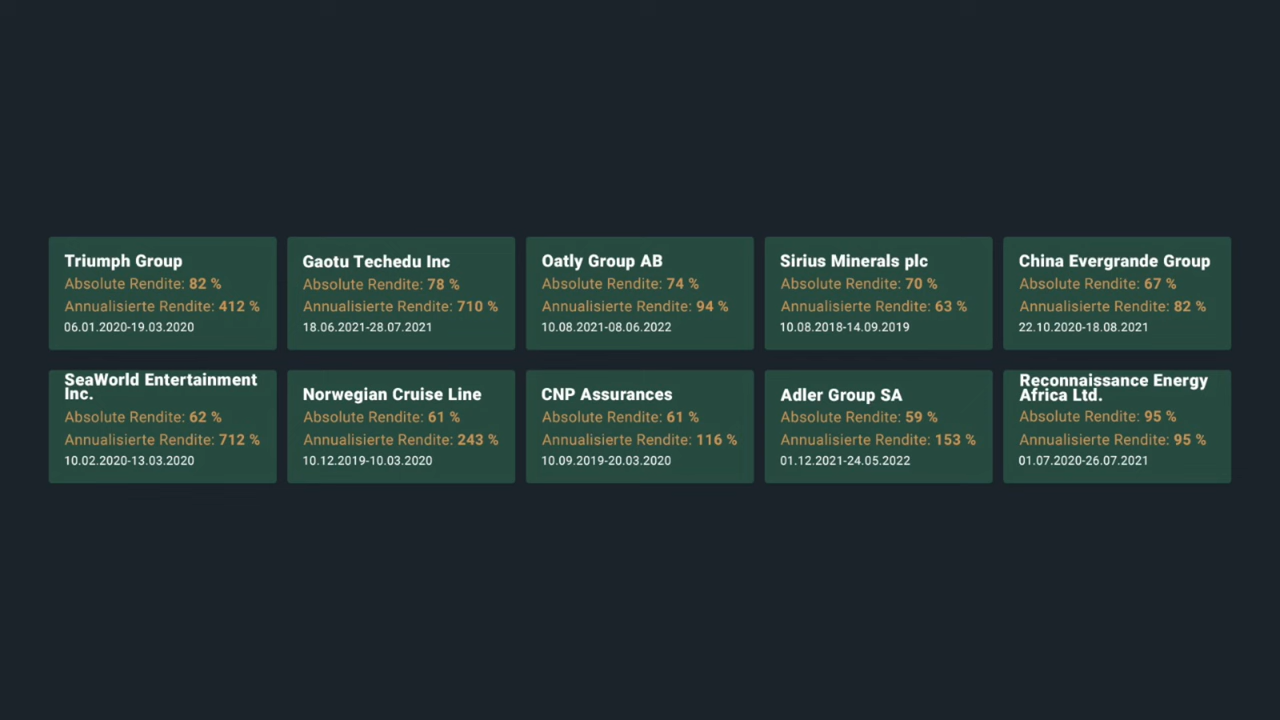 Triumph Group
Absolute Rendite: 82 %
Annualisierte Rendite: 412 %
06.01.2020-19.03.2020
Gaotu Techedu Inc
Absolute Rendite: 78 %
Annualisierte Rendite: 710 %
18.06.2021-28.07.2021
Oatly Group AB
Absolute Rendite: 74 %
Annualisierte Rendite: 94 %
10.08.2021-08.06.2022
Sirius Minerals plc
Absolute Rendite: 70 %
Annualisierte Rendite: 63 %
10.08.2018-14.09.2019
China Evergrande Group
Absolute Rendite: 67 %
Annualisierte Rendite: 82 %
22.10.2020-18.08.2021
SeaWorld Entertainment
Inc.
Absolute Rendite: 62 %
Annualisierte Rendite: 712 %
10.02.2020-13.03.2020
Norwegian Cruise Line
Absolute Rendite: 61 %
Annualisierte Rendite: 243 %
10.12.2019-10.03.2020
CNP Assurances
Absolute Rendite: 61 %
Annualisierte Rendite: 116 %
10.09.2019-20.03.2020
Adler Group SA
Absolute Rendite: 59 %
Annualisierte Rendite: 153 %
01.12.2021-24.05.2022
Reconnaissance Energy
Africa Ltd.
Absolute Rendite: 95 %
Annualisierte Rendite: 95 %
01.07.2020-26.07.2021